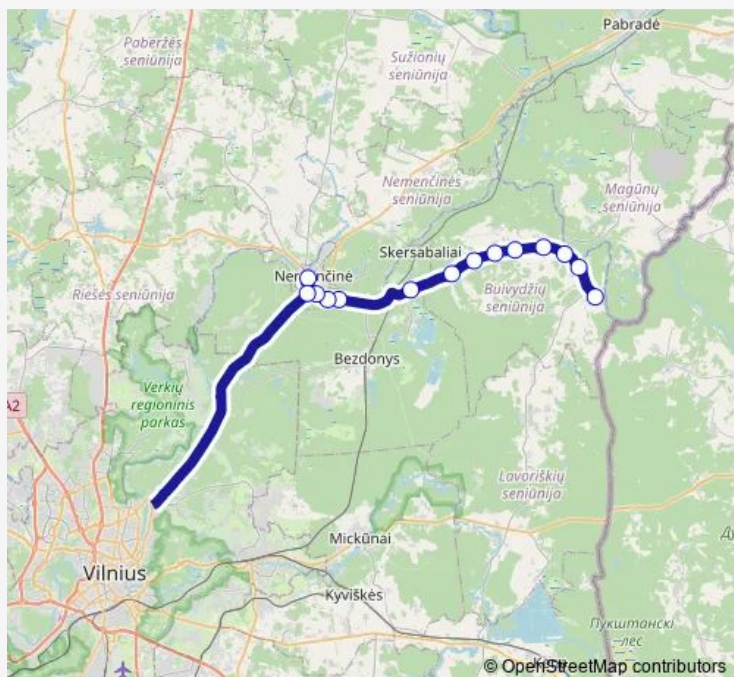 Pabradė
Paberžės
seniūnija
Sužionių
seniūnija
Nemenčinės
seniūnija
Magūnų
seniūnija
Skersabaliai
Nemenčinė
Riešės seniūnija
Buivydžių
seniūnija
Bezdonys
Verkių
regioninis
parkas
A2
Lavoriškių
seniūnija
Mickūnai
Vilnius
Kyviškės
Пукштанскі
–лес
© OpenStreetMap contributors